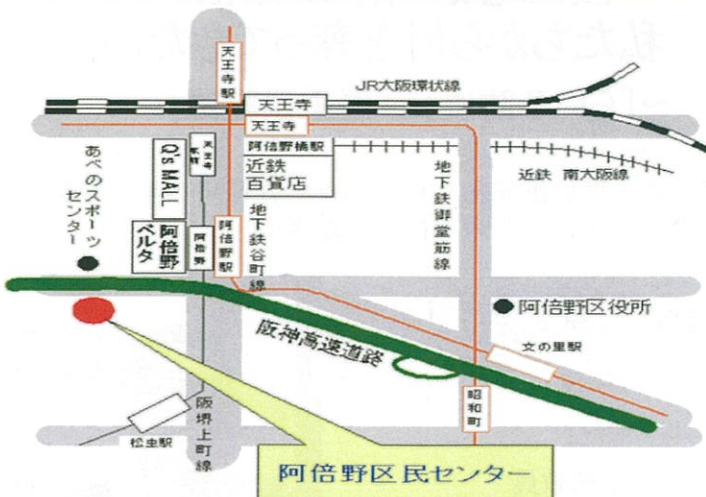 私たちから
天王寺駅
JR大阪環状線
天王寺
天王寺
阿倍野橋駅
近鉄
百貨店
近鉄 南大阪線
天王寺
駅前
Q's MALL
あべのスポーツ
センター
阿倍野
ベルタ
阿倍野
阿倍野駅
地下鉄谷町線
地下鉄御堂筋線
阿倍野区役所
阪神高速道路
文の里駅
昭和町
阪堺上町線
松虫駅
阿倍野区民センター